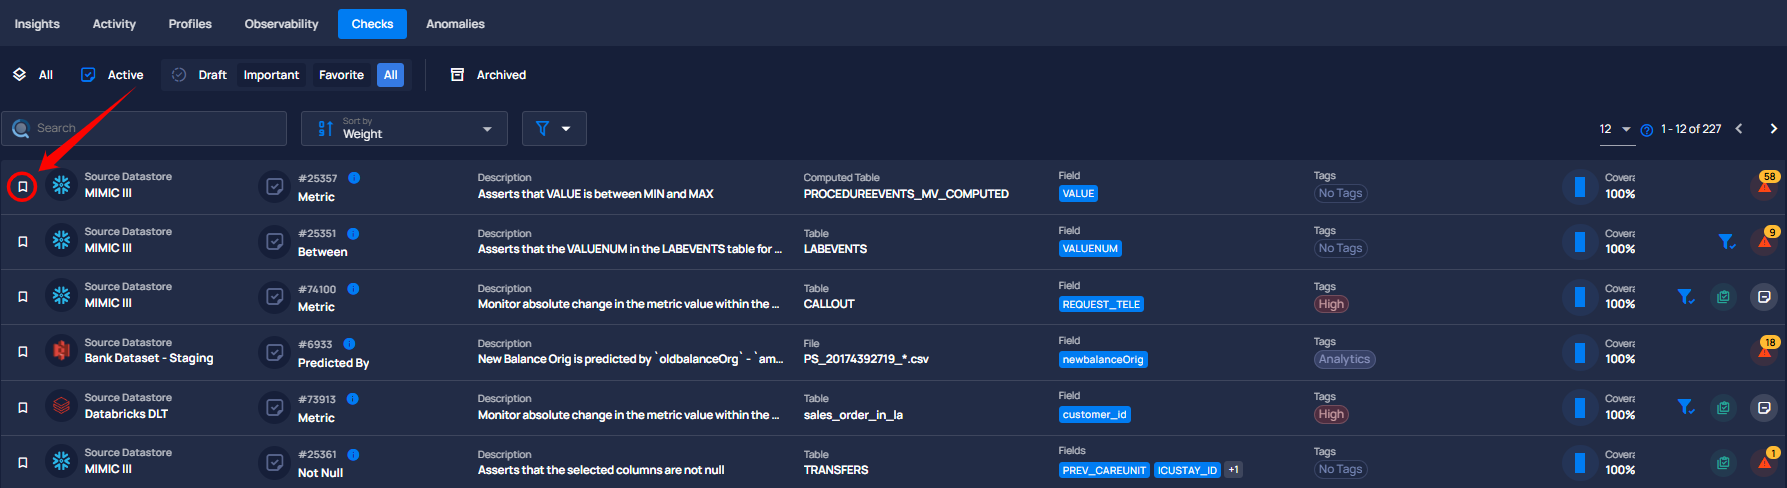 Insights Activity Profiles Observability Checks Anomalies
All Active Draft Important Favorite All Archived
Search Sort by Weight 12 1 - 12 of 227
Source Datastore #25357 Description Computed Table Field Tags Covera 58
MIMIC III Metric Asserts that VALUE is between MIN and MAX PROCEDUREEVENTS_MV_COMPUTED VALUE No Tags 100%
Source Datastore #25351 Description Table Field Tags Covera 9
MIMIC III Between Asserts that the VALUENUM in the LABEVENTS table for ... LABEVENTS VALUENUM No Tags 100%
Source Datastore #74100 Description Table Field Tags Covera
MIMIC III Metric Monitor absolute change in the metric value within the ... CALLOUT REQUEST_TELE High 100%
Source Datastore #6933 Description File Field Tags Covera 18
Bank Dataset - Staging Predicted By New Balance Orig is predicted by `oldbalanceOrg` - `am... PS_20174392719_*.csv newbalanceOrig Analytics 100%
Source Datastore #73913 Description Table Field Tags Covera
Databricks DLT Metric Monitor absolute change in the metric value within the ... sales_order_in_la customer_id High 100%
Source Datastore #25361 Description Table Fields Tags Covera 1
MIMIC III Not Null Asserts that the selected columns are not null TRANSFERS PREV_CAREUNIT ICUSTAY_ID +1 No Tags 100%